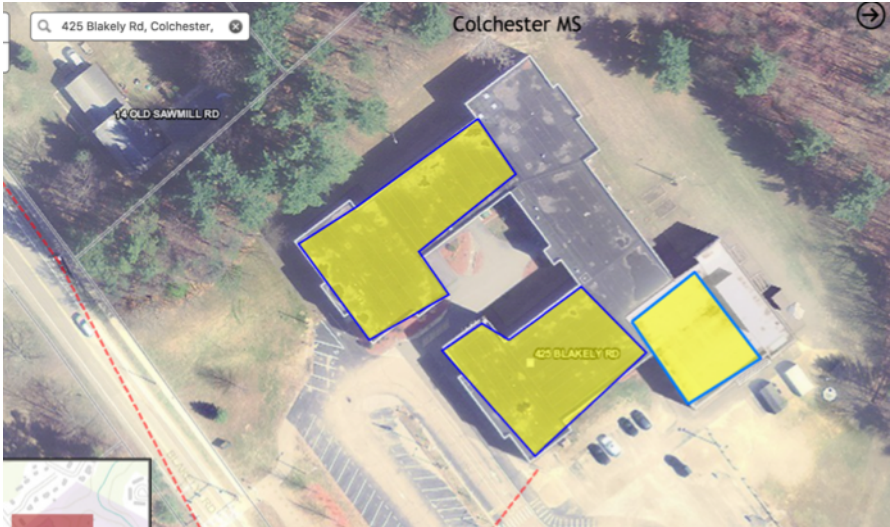 425 Blakely Rd, Colchester,
Colchester MS
14 OLD SAWMILL RD
425 BLAKELY RD